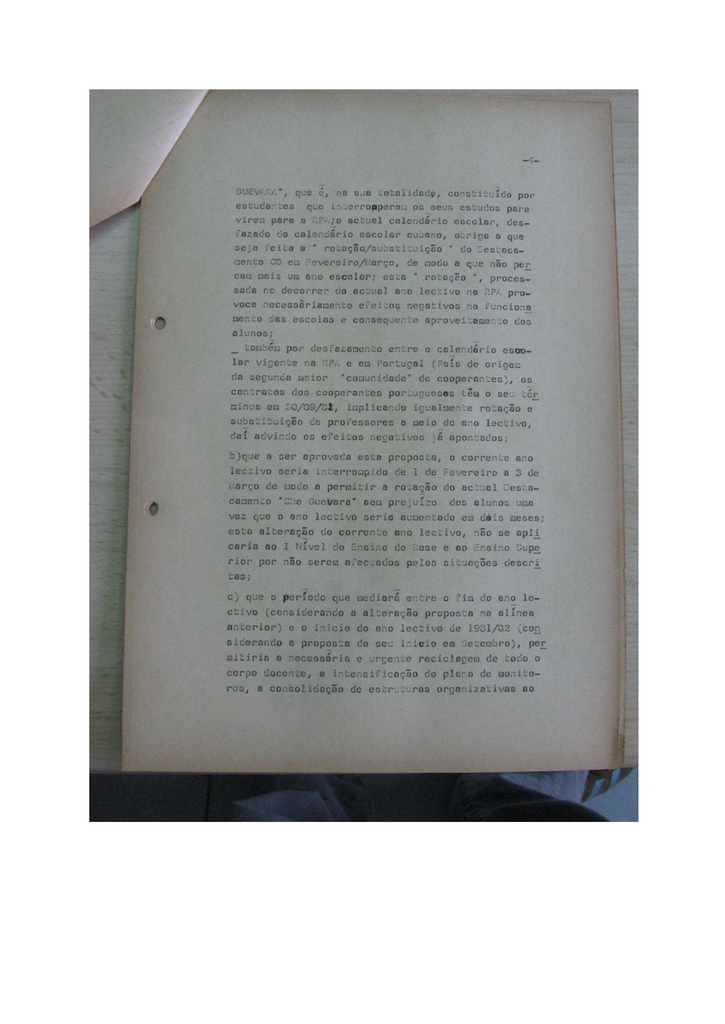 -4-
GUEVARA", que é, na sua totalidade, constituído por
estudantes que interromperam os seus estudos para
virem para a RPA; o actual calendário escolar, des-
fazado do calendário escolar cubano, obriga a que
seja feita a " rotação/substituição " do Destaca-
mento CG em Fevereiro/Março, de modo a que não per
cam mais um ano escolar; esta " rotação ", proces-
sada no decorrer do actual ano lectivo na RPA pro-
voca necessàriamente efeitos negativos no funciona
mento das escolas e consequente aproveitamento dos
alunos;
_ também por desfazamento entre o calendário esco-
lar vigente na RPA e em Portugal (País de origem
da segunda maior "comunidade" de cooperantes), os
contratos dos cooperantes portugueses têm o seu tér
minus em 30/09/81, implicando igualmente rotação e
substituição de professores a meio do ano lectivo,
daí advindo os efeitos negativos já apontados;
b)que a ser aprovada esta proposta, o corrente ano
lectivo seria interrompido de 1 de Fevereiro a 3 de
Março de modo a permitir a rotação do actual Desta-
camento "Che Guevara" sem prejuízo dos alunos uma
vez que o ano lectivo seria aumentado em dois meses;
esta alteração do corrente ano lectivo, não se apli
caria ao I Nível do Ensino de Base e ao Ensino Supe
rior por não serem afectados pelas situações descri
tas;
c) que o período que mediará entre o fim do ano le-
ctivo (considerando a alteração proposta na alínea
anterior) e o início do ano lectivo de 1981/82 (con
siderando a proposta do seu início em Setembro), per
mitiria a necessária e urgente reciclagem de todo o
corpo docente, a intensificação do plano de monito-
res, a consolidação de estruturas organizativas ao